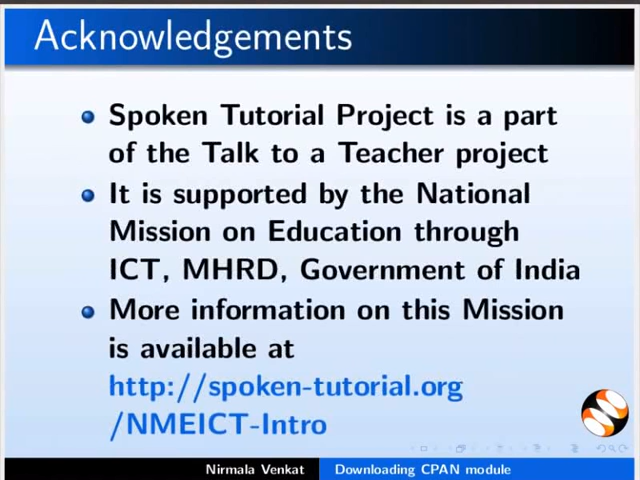 Acknowledgements
Spoken Tutorial Project is a part
of the Talk to a Teacher project
It is supported by the National
Mission on Education through
ICT, MHRD, Government of India
More information on this Mission
is available at
http://spoken-tutorial.org
/NMEICT-Intro
Nirmala Venkat Downloading CPAN module